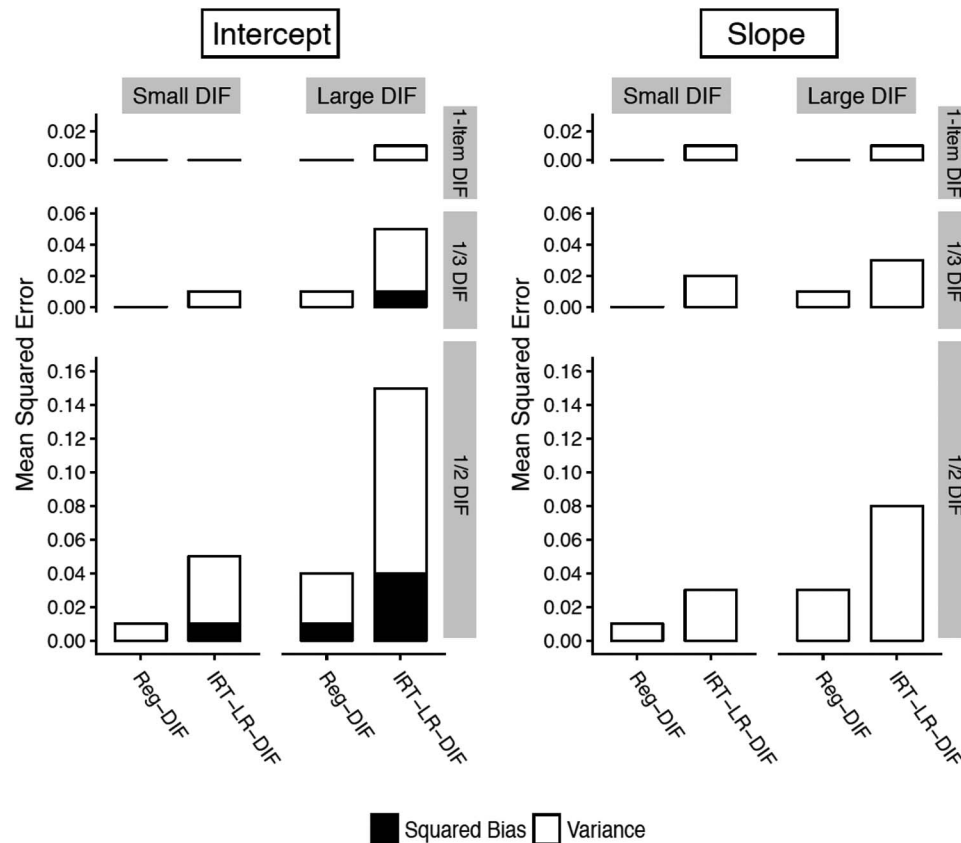 Intercept
Slope
Small DIF
Large DIF
Small DIF
Large DIF
Mean Squared Error
0.02
0.00
1-Item DIF
0.06
0.04
0.02
0.00
1/3 DIF
0.16
0.14
0.12
0.10
0.08
0.06
0.04
0.02
0.00
1/2 DIF
Reg-DIF
IRT-LR-DIF
Reg-DIF
IRT-LR-DIF
Mean Squared Error
0.02
0.00
1-Item DIF
0.06
0.04
0.02
0.00
1/3 DIF
0.16
0.14
0.12
0.10
0.08
0.06
0.04
0.02
0.00
1/2 DIF
Reg-DIF
IRT-LR-DIF
Reg-DIF
IRT-LR-DIF
Squared Bias Variance